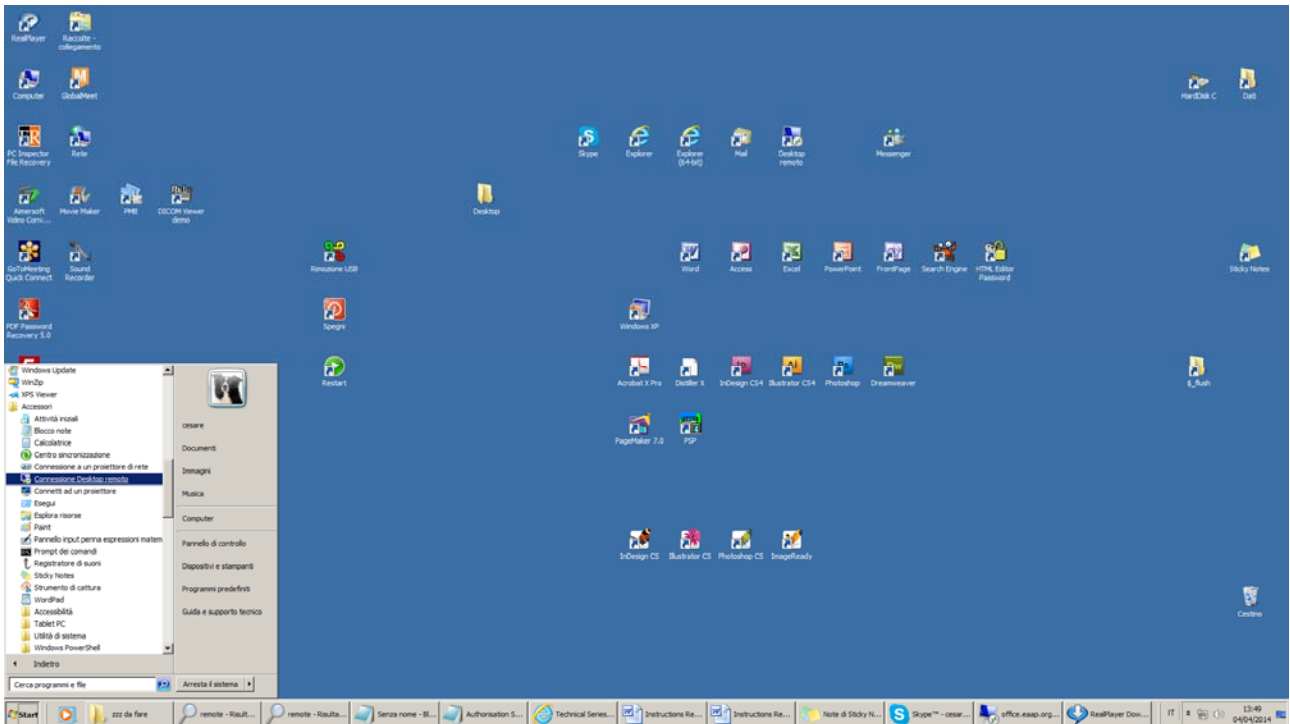 RealPlayer
Raccolte -
collegamento
Computer
GlobalMeet
HardDisk C
Dati
PC Inspector
File Recovery
Rete
Skype
Explorer
Explorer
(64-bit)
Mail
Desktop
remoto
Messenger
Aimersoft
Video Conv...
Movie Maker
PMB
DICOM Viewer
demo
Desktop
GoToMeeting
Quick Connect
Sound
Recorder
Rimozione USB
Word
Access
Excel
PowerPoint
FrontPage
Search Engine
HTML Editor
Password
Sticky Notes
PDF Password
Recovery 5.0
Spegni
Windows XP
Restart
Acrobat X Pro
Distiller X
InDesign CS4
Illustrator CS4
Photoshop
Dreamweaver
$_flush
PageMaker 7.0
PSP
InDesign CS
Illustrator CS
Photoshop CS
ImageReady
Cestino
Windows Update
WinZip
XPS Viewer
Accessori
Attività iniziali
Blocco note
Calcolatrice
Centro sincronizzazione
Connessione a un proiettore di rete
Connessione Desktop remoto
Connetti ad un proiettore
Esegui
Esplora risorse
Paint
Pannello input penna espressioni matem
Prompt dei comandi
Registratore di suoni
Sticky Notes
Strumento di cattura
WordPad
Accessibilità
Tablet PC
Utilità di sistema
Windows PowerShell
Indietro
Cerca programmi e file
cesare
Documenti
Immagini
Musica
Computer
Pannello di controllo
Dispositivi e stampanti
Programmi predefiniti
Guida e supporto tecnico
Arresta il sistema
Start
zzz da fare
remote - Risult...
remote - Risulta...
Senza nome - Bl...
Authorisation S...
Technical Series...
Instructions Re...
Instructions Re...
Note di Sticky N...
Skype™ - cesar...
office.eaap.org...
RealPlayer Dow...
IT
13:49
04/04/2014